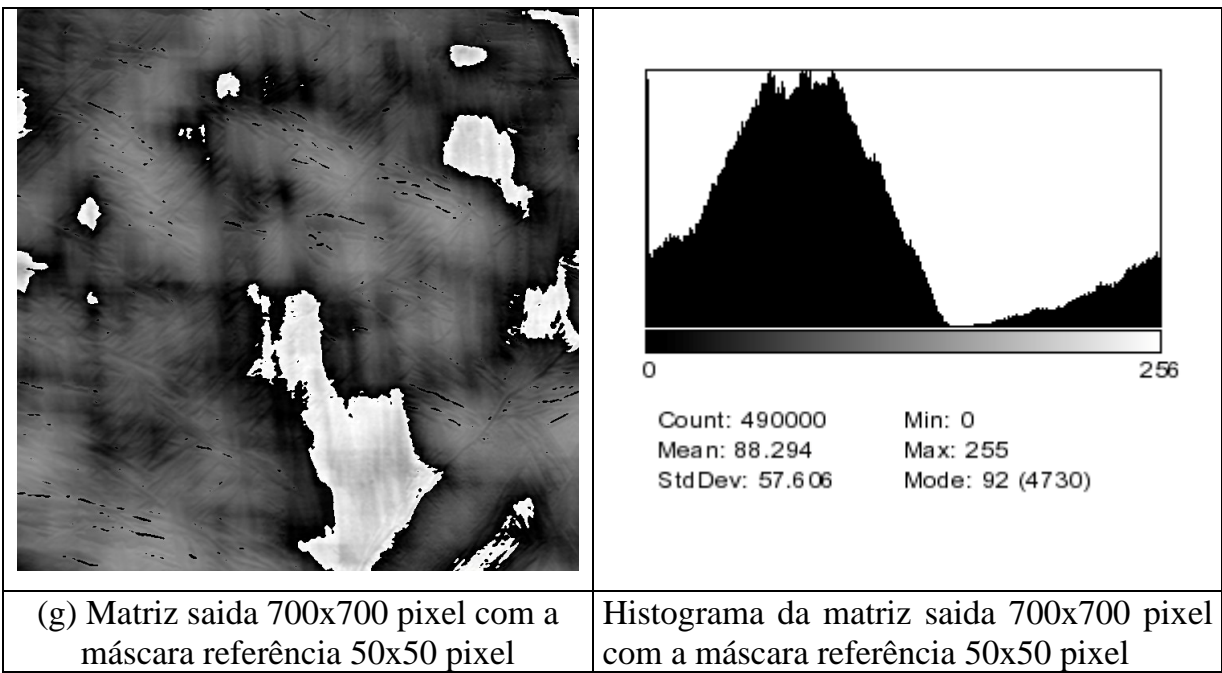 0 256
Count: 490000 Min: 0
Mean: 88.294 Max: 255
StdDev: 57.606 Mode: 92 (4730)
(g) Matriz saida 700x700 pixel com a
máscara referência 50x50 pixel
Histograma da matriz saida 700x700 pixel
com a máscara referência 50x50 pixel